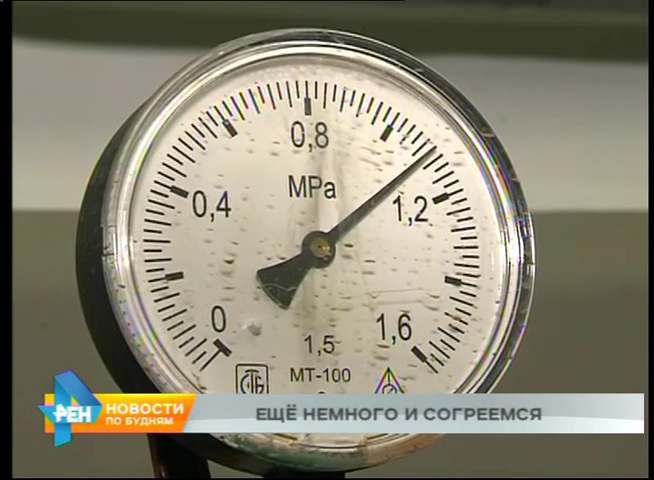 0,8
MPa
0,4
1,2
0
1,6
1,5
МТ-100
РЕН
НОВОСТИ
ПО БУДНЯМ
ЕЩЁ НЕМНОГО И СОГРЕЕМСЯ